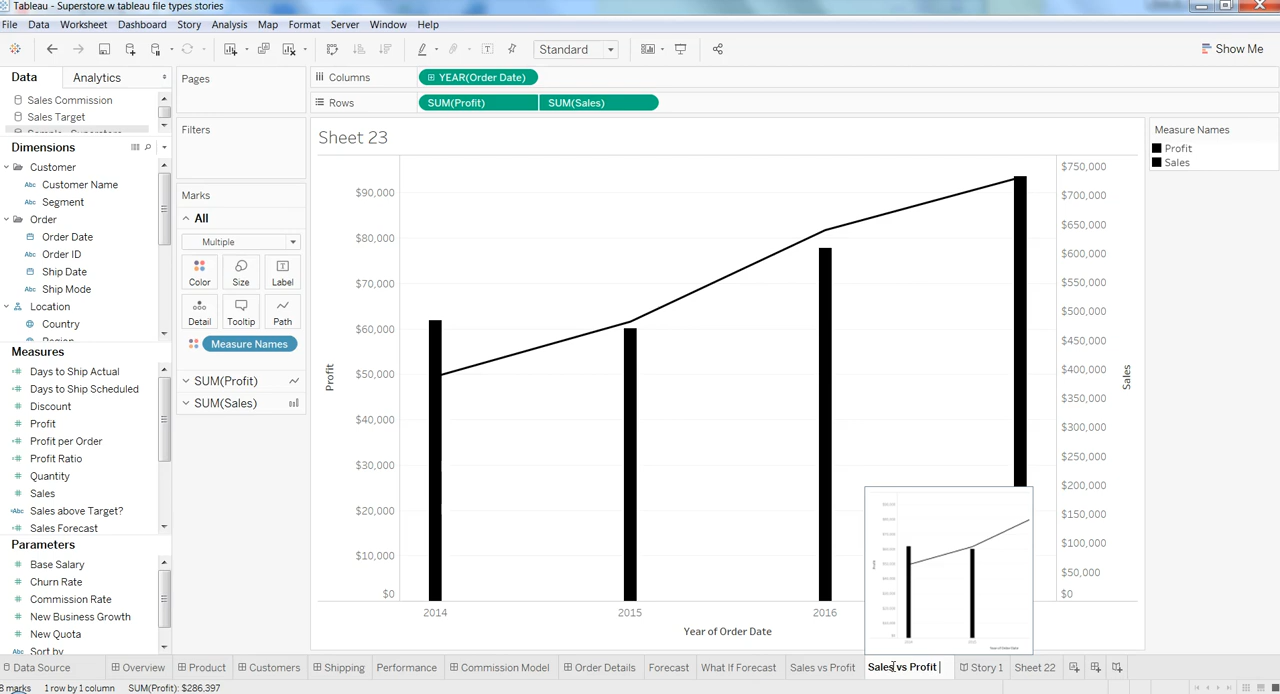 Tableau - Superstore w tableau file types stories
File Data Worksheet Dashboard Story Analysis Map Format Server Window Help
Standard
Show Me
Data Analytics
Sales Commission
Sales Target
Dimensions
Customer
Abc Customer Name
Abc Segment
Order
Order Date
Abc Order ID
Ship Date
Abc Ship Mode
Location
Country
Measures
# Days to Ship Actual
# Days to Ship Scheduled
# Discount
# Profit
# Profit per Order
# Profit Ratio
# Quantity
# Sales
Abc Sales above Target?
# Sales Forecast
Parameters
# Base Salary
# Churn Rate
# Commission Rate
# New Business Growth
# New Quota
Sort by
Pages
Filters
Marks
All
Multiple
Color Size Label
Detail Tooltip Path
Measure Names
SUM(Profit)
SUM(Sales)
Columns YEAR(Order Date)
Rows SUM(Profit) SUM(Sales)
Sheet 23
$90,000
$80,000
$70,000
$60,000
$50,000
$40,000
$30,000
$20,000
$10,000
$0
Profit
$750,000
$700,000
$650,000
$600,000
$550,000
$500,000
$450,000
$400,000
$350,000
$300,000
$250,000
$200,000
$150,000
$100,000
$50,000
$0
Sales
2014 2015 2016
Year of Order Date
Measure Names
Profit
Sales
Data Source Overview Product Customers Shipping Performance Commission Model Order Details Forecast What If Forecast Sales vs Profit Sales vs Profit Story 1 Sheet 22
8 marks 1 row by 1 column SUM(Profit): $286,397